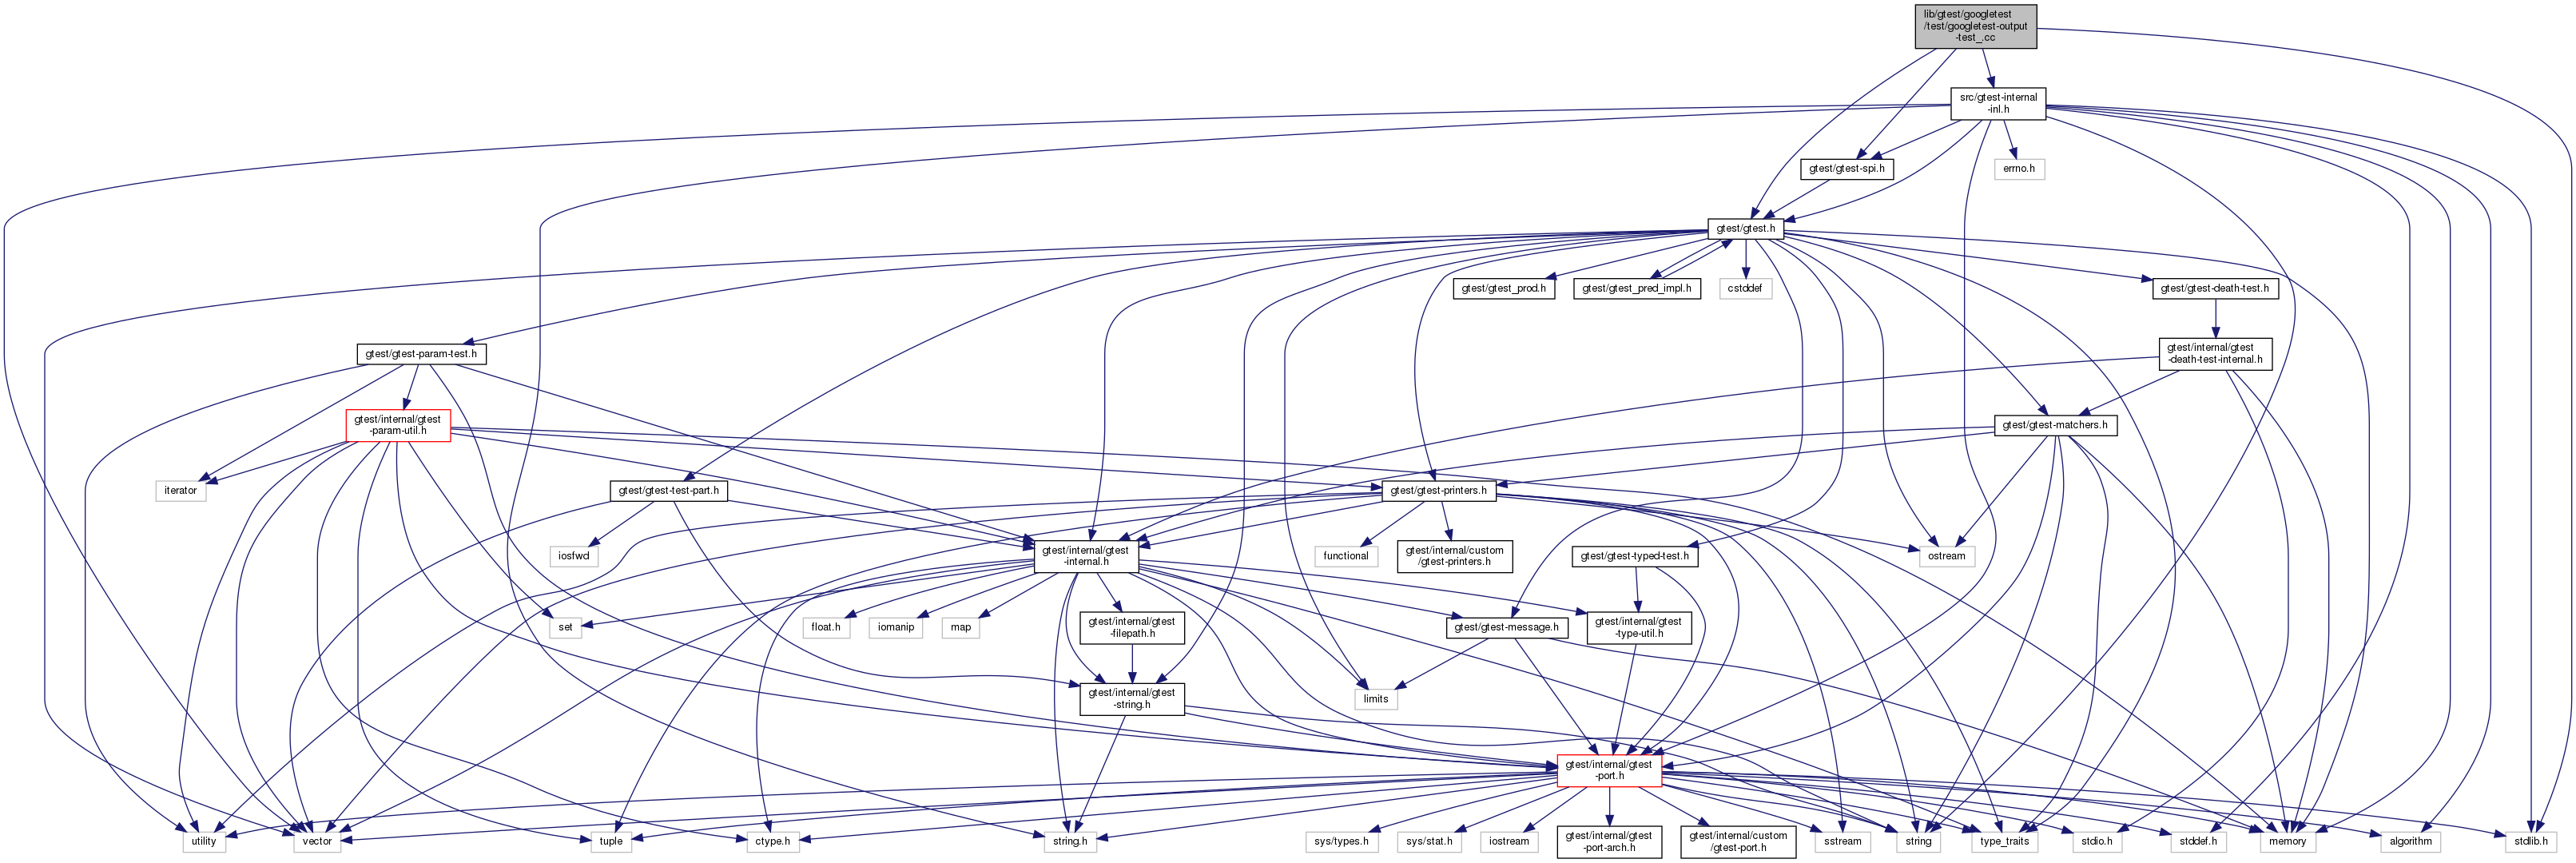 lib/gtest/googletest
/test/googletest-output
-test_.cc
src/gtest-internal
-inl.h
gtest/gtest-spi.h
errno.h
gtest/gtest.h
gtest/gtest_prod.h
gtest/gtest_pred_impl.h
cstddef
gtest/gtest-death-test.h
gtest/gtest-param-test.h
gtest/internal/gtest
-death-test-internal.h
gtest/internal/gtest
-param-util.h
gtest/gtest-matchers.h
iterator
gtest/gtest-test-part.h
gtest/gtest-printers.h
iosfwd
gtest/internal/gtest
-internal.h
functional
gtest/internal/custom
/gtest-printers.h
gtest/gtest-typed-test.h
ostream
set
float.h
iomanip
map
gtest/internal/gtest
-filepath.h
gtest/gtest-message.h
gtest/internal/gtest
-type-util.h
gtest/internal/gtest
-string.h
limits
gtest/internal/gtest
-port.h
utility
vector
tuple
ctype.h
string.h
sys/types.h
sys/stat.h
iostream
gtest/internal/gtest
-port-arch.h
gtest/internal/custom
/gtest-port.h
sstream
string
type_traits
stdio.h
stddef.h
memory
algorithm
stdlib.h